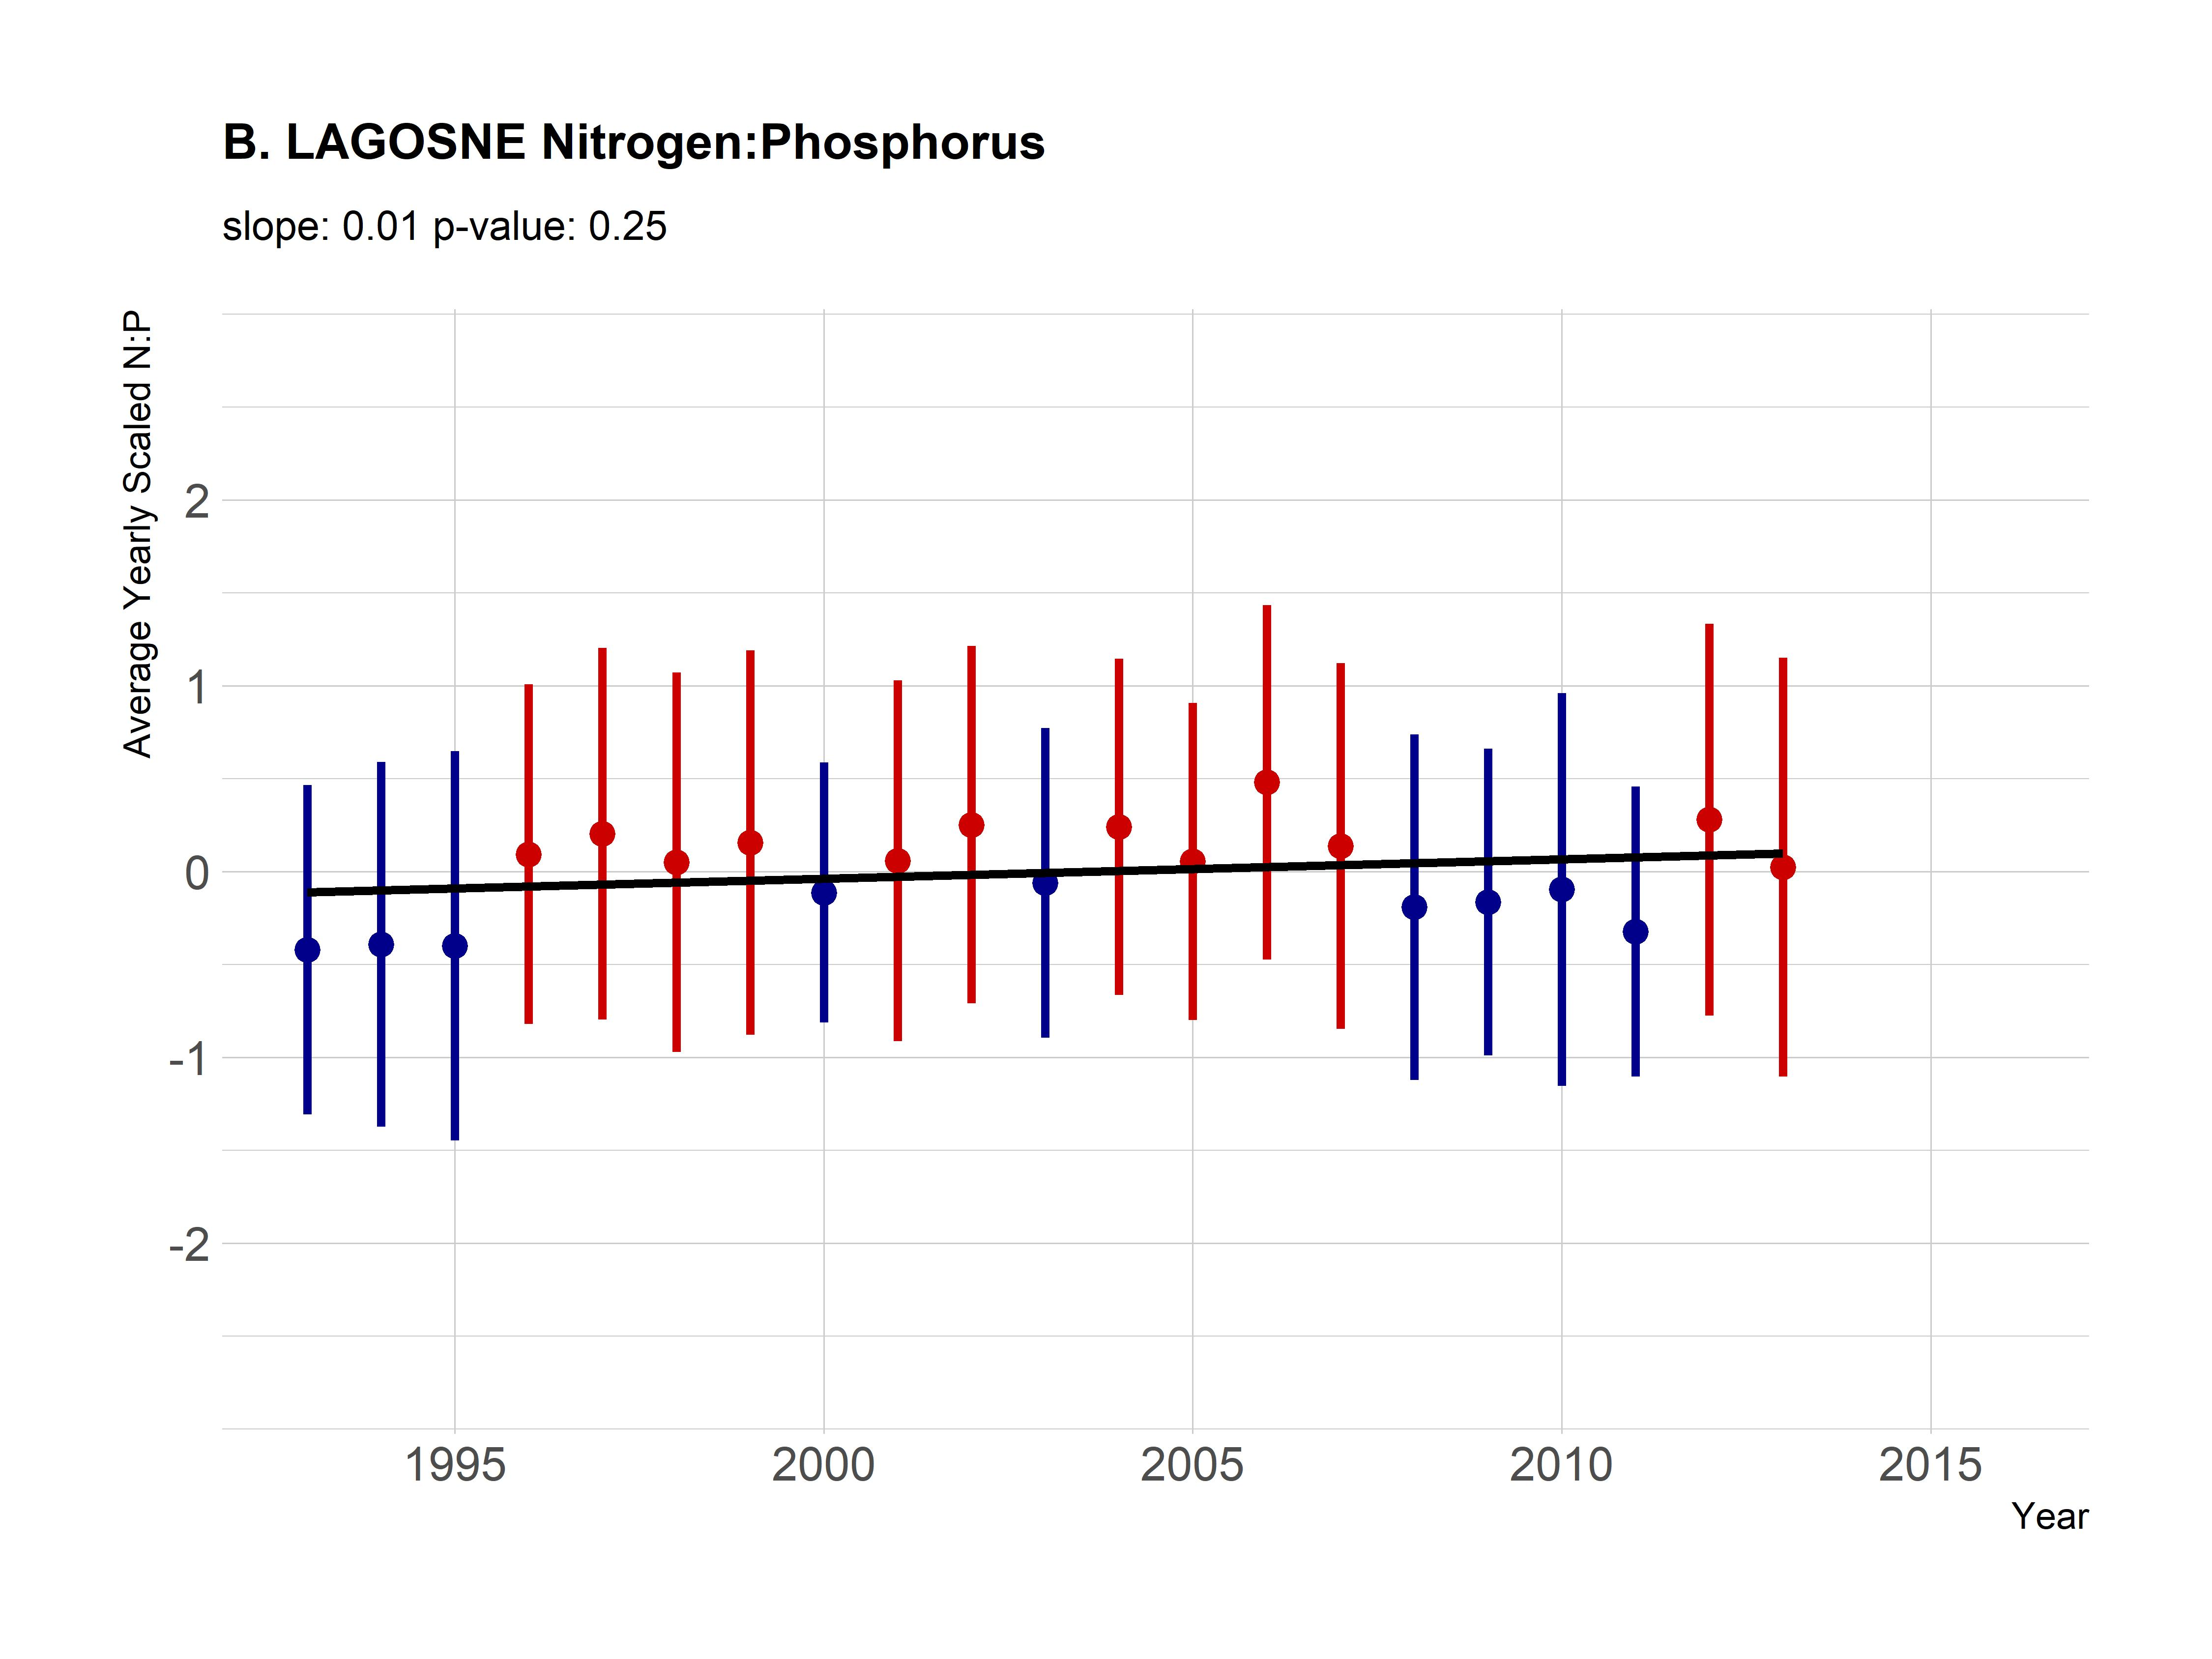 B. LAGOSNE Nitrogen:Phosphorus
slope: 0.01 p-value: 0.25
Average Yearly Scaled N:P
2
1
0
-1
-2
1995 2000 2005 2010 2015
Year